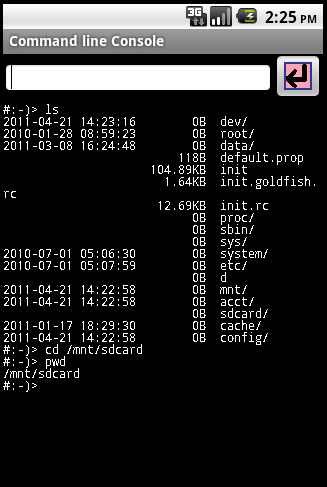 3G 2:25 PM
Command line Console
#:-)> ls
2011-04-21 14:23:16 0B dev/
2010-01-28 08:59:23 0B root/
2011-03-08 16:24:48 0B data/
118B default.prop
104.89KB init
1.64KB init.goldfish.
rc
12.69KB init.rc
0B proc/
0B sbin/
0B sys/
2010-07-01 05:06:30 0B system/
2010-07-01 05:07:59 0B etc/
0B d
2011-04-21 14:22:58 0B mnt/
2011-04-21 14:22:58 0B acct/
0B sdcard/
2011-01-17 18:29:30 0B cache/
2011-04-21 14:22:58 0B config/
#:-)> cd /mnt/sdcard
#:-)> pwd
/mnt/sdcard
#:-)>